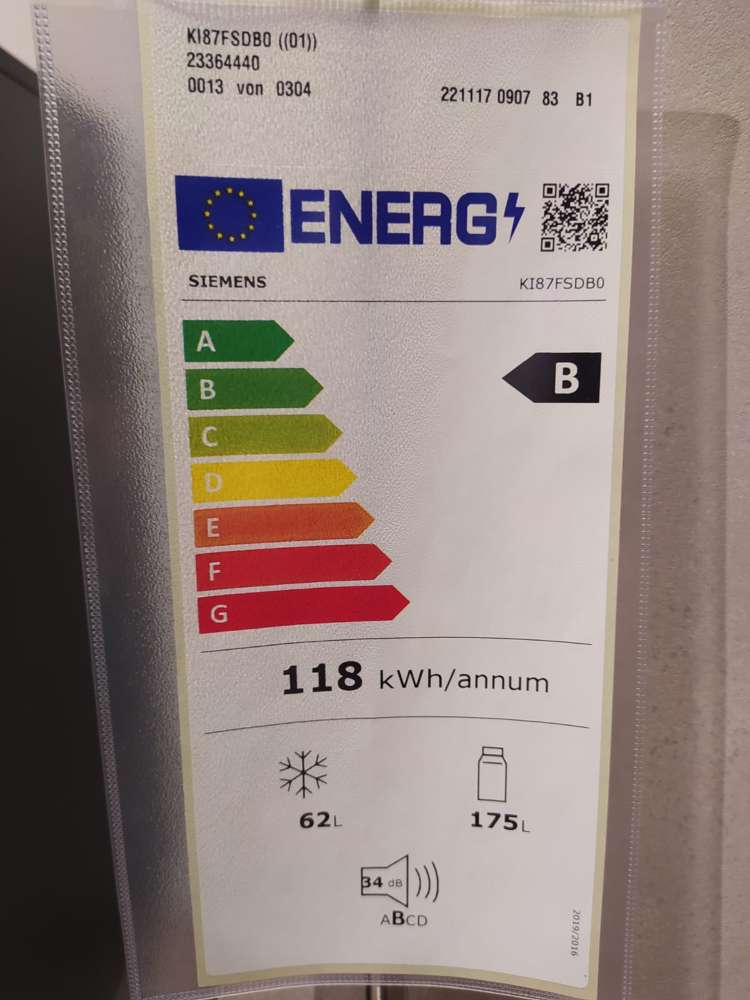 KI87FSDB0 ((01))
23364440
0013 von 0304
221117 0907 83 B1
ENERG
SIEMENS
KI87FSDB0
A
B
B
C
D
E
F
G
118 kWh/annum
62L
175L
34 dB
ABCD
2019/2016